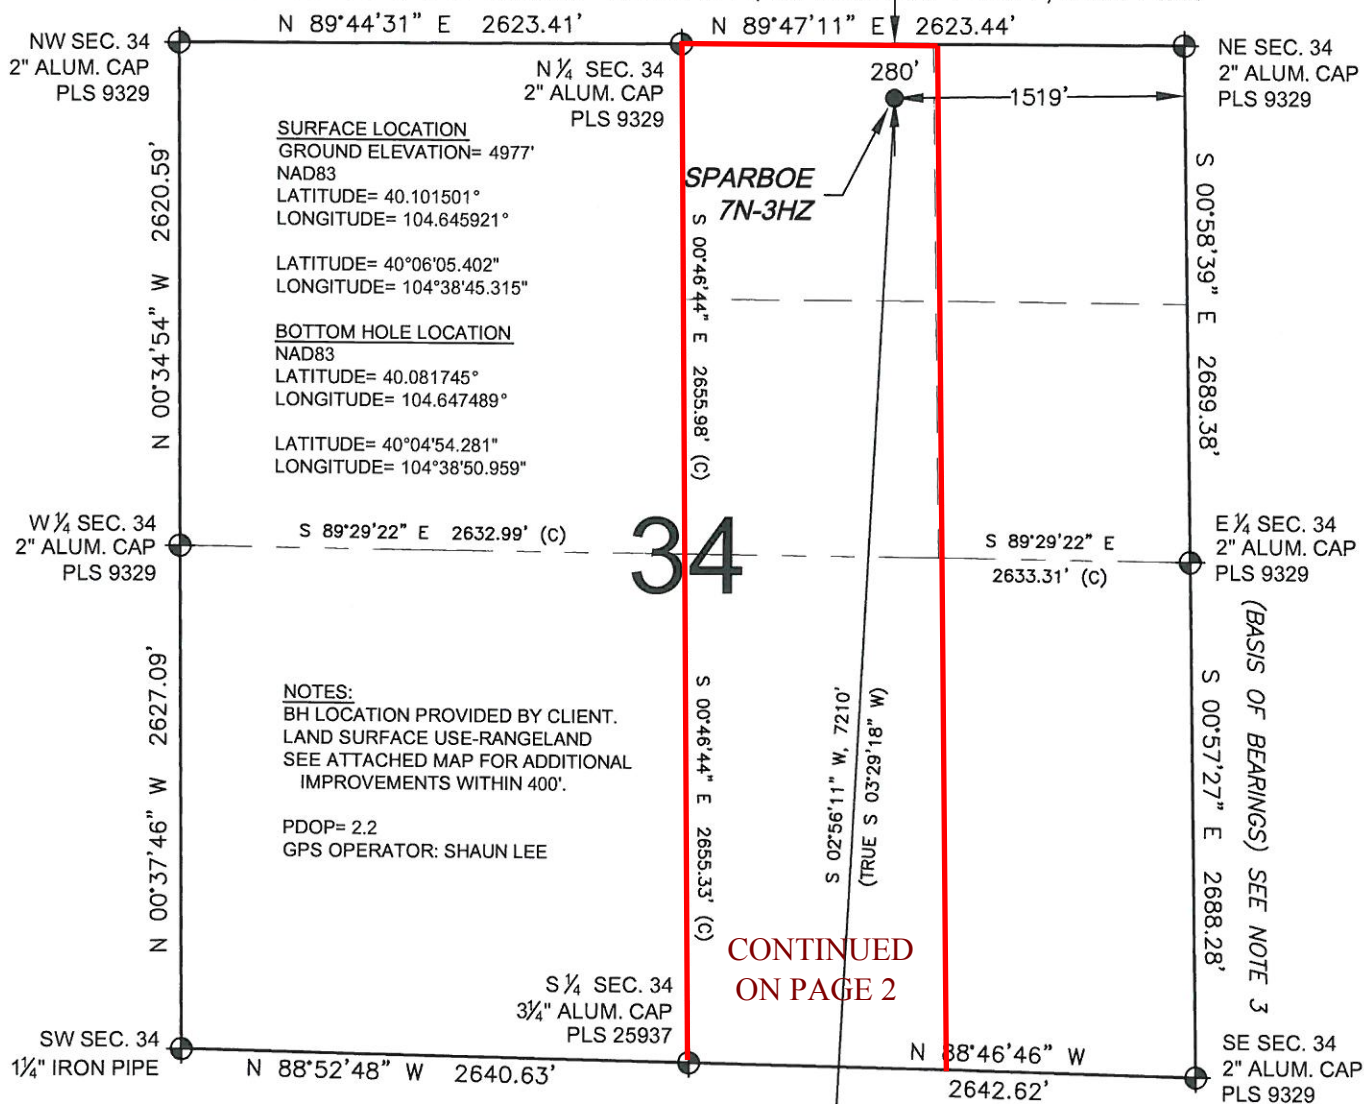 N 89°44'31" E 2623.41'
N 89°47'11" E 2623.44'
NW SEC. 34
2" ALUM. CAP
PLS 9329
N ¼ SEC. 34
2" ALUM. CAP
PLS 9329
NE SEC. 34
2" ALUM. CAP
PLS 9329
280'
1519'
SPARBOE
7N-3HZ
SURFACE LOCATION
GROUND ELEVATION= 4977'
NAD83
LATITUDE= 40.101501°
LONGITUDE= 104.645921°
LATITUDE= 40°06'05.402"
LONGITUDE= 104°38'45.315"
BOTTOM HOLE LOCATION
NAD83
LATITUDE= 40.081745°
LONGITUDE= 104.647489°
LATITUDE= 40°04'54.281"
LONGITUDE= 104°38'50.959"
N 00°34'54" W 2620.59'
S 00°46'44" E 2655.98' (C)
S 00°58'39" E 2689.38'
W ¼ SEC. 34
2" ALUM. CAP
PLS 9329
S 89°29'22" E 2632.99' (C)
34
S 89°29'22" E
2633.31' (C)
E ¼ SEC. 34
2" ALUM. CAP
PLS 9329
N 00°37'46" W 2627.09'
NOTES:
BH LOCATION PROVIDED BY CLIENT.
LAND SURFACE USE-RANGELAND
SEE ATTACHED MAP FOR ADDITIONAL
IMPROVEMENTS WITHIN 400'.
PDOP= 2.2
GPS OPERATOR: SHAUN LEE
S 00°46'44" E 2655.33' (C)
S 02°56'11" W, 7210'
(TRUE S 03°29'18" W)
S 00°57'27" E 2688.28'
(BASIS OF BEARINGS) SEE NOTE 3
CONTINUED
ON PAGE 2
S ¼ SEC. 34
3¼" ALUM. CAP
PLS 25937
SW SEC. 34
1¼" IRON PIPE
N 88°52'48" W 2640.63'
N 88°46'46" W
2642.62'
SE SEC. 34
2" ALUM. CAP
PLS 9329